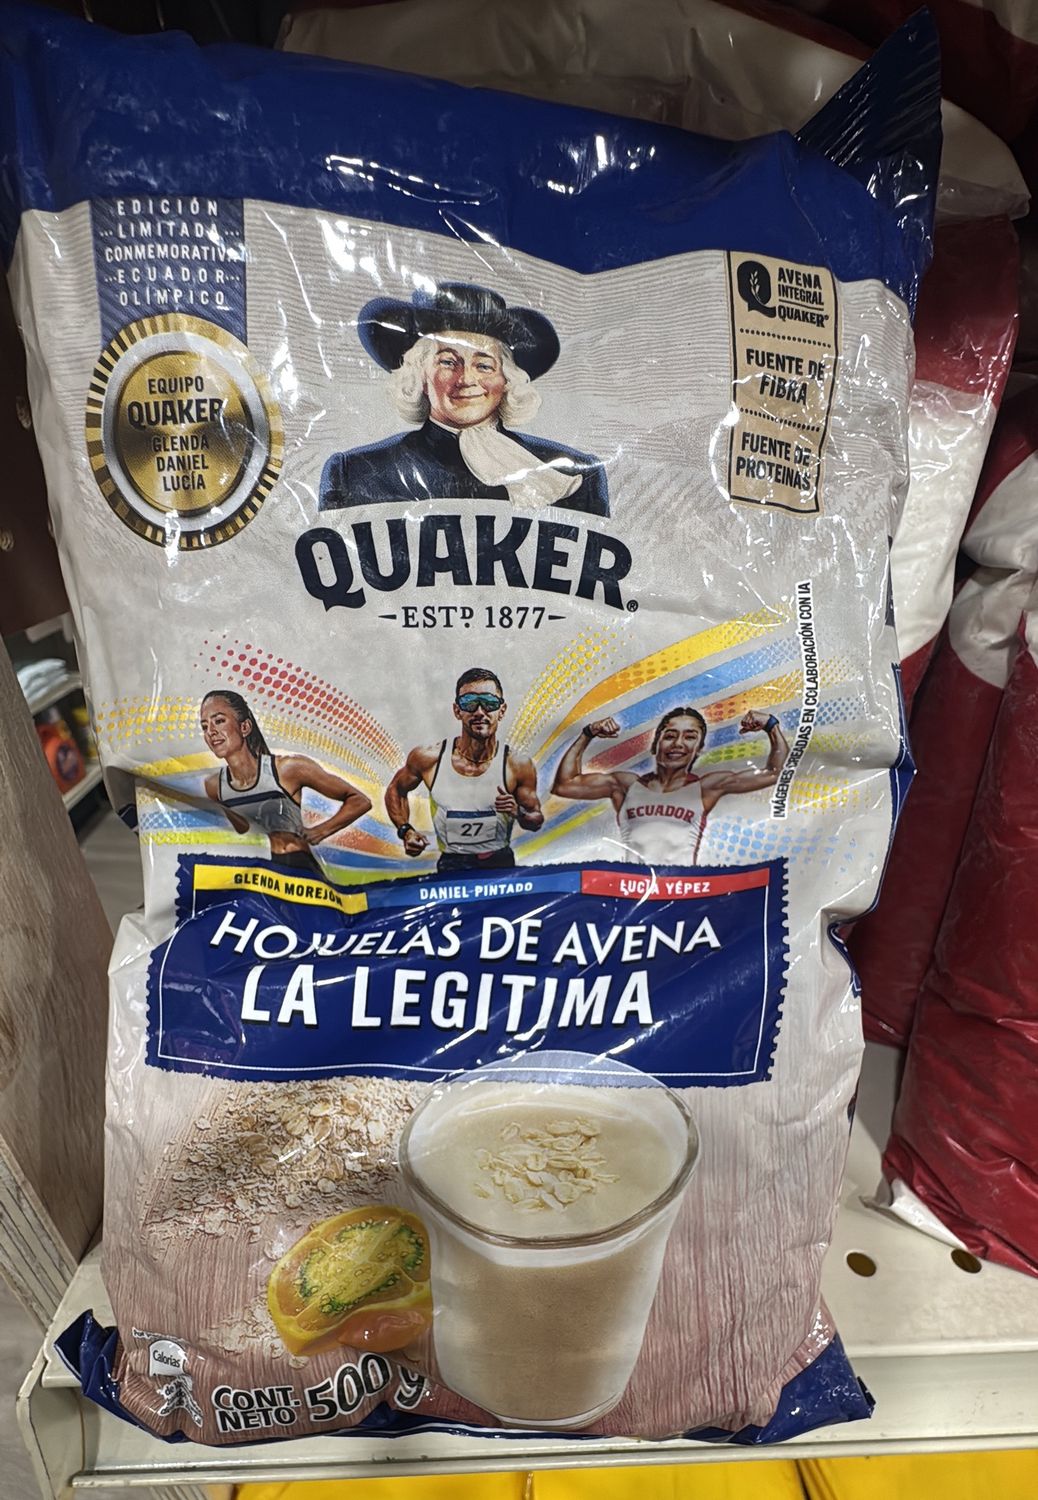 EDICIÓN
LIMITADA
CONMEMORATIVA
ECUADOR
OLÍMPICO
EQUIPO
QUAKER
GLENDA
DANIEL
LUCÍA
AVENA
INTEGRAL
QUAKER®
FUENTE DE
FIBRA
FUENTE DE
PROTEINAS
QUAKER®
ESTD 1877
IMÁGENES CREADAS EN COLABORACIÓN CON IA
27
ECUADOR
GLENDA MOREJÓN
DANIEL PINTADO
LUCÍA YÉPEZ
HOJUELAS DE AVENA
LA LEGITIMA
Calorías
CONT.
NETO 500 g